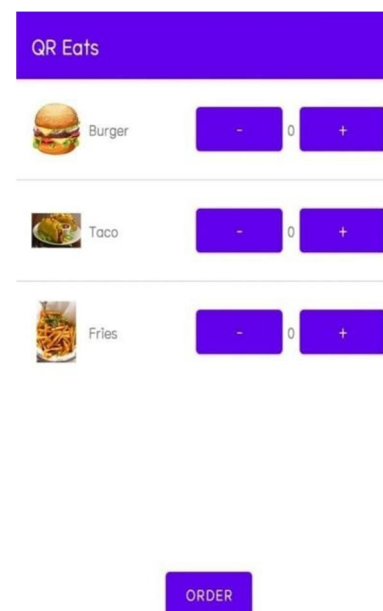 QR Eats
Burger - 0 +
Taco - 0 +
Fries - 0 +
ORDER